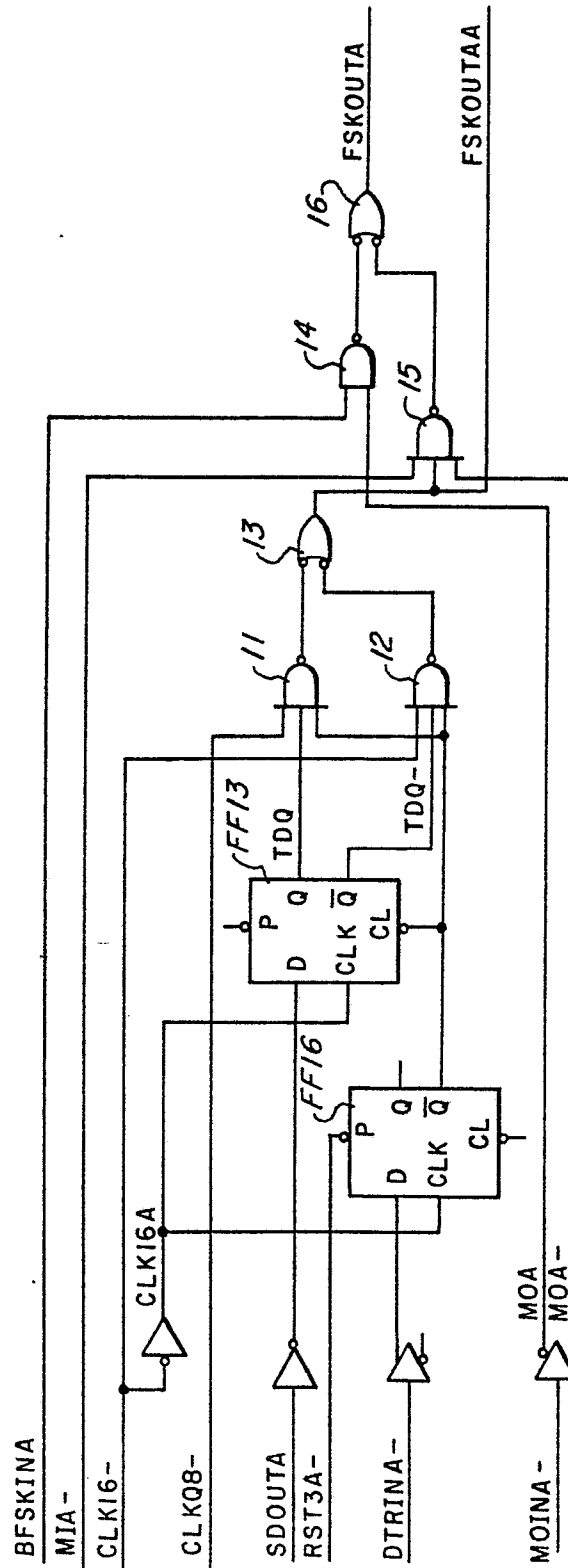 BFSKINA
MIA-
CLK16-
CLKQ8-
SDOUTA
RST3A-
DTRINA-
MOINA-
CLK16A
MOA
MOA-
FF16
P
D
Q
CLK
Q
CL
FF13
P
D
Q
CLK
Q
CL
TDQ
TDQ-
11
12
13
14
15
16
FSKOUTA
FSKOUTAA